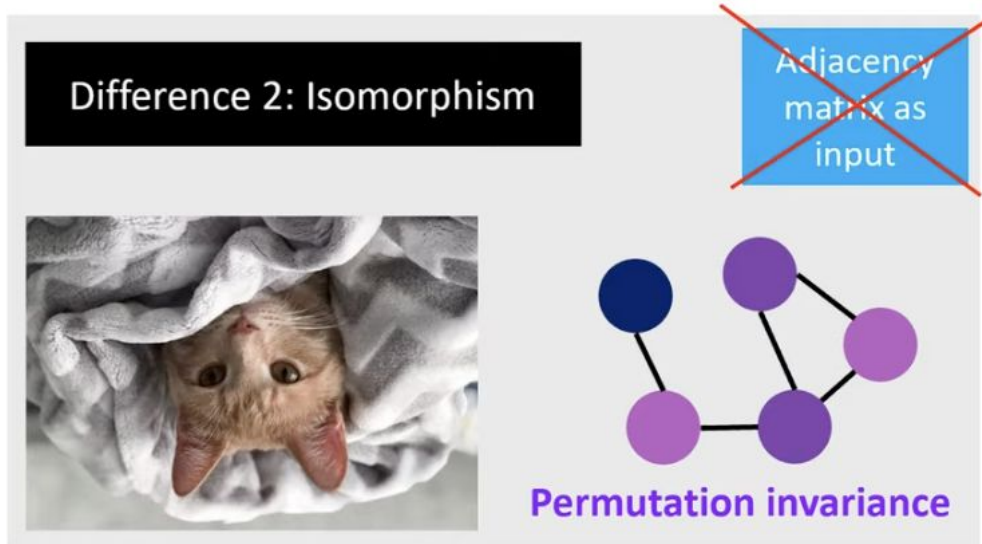 Difference 2: Isomorphism
Adjacency
matrix as
input
Permutation invariance